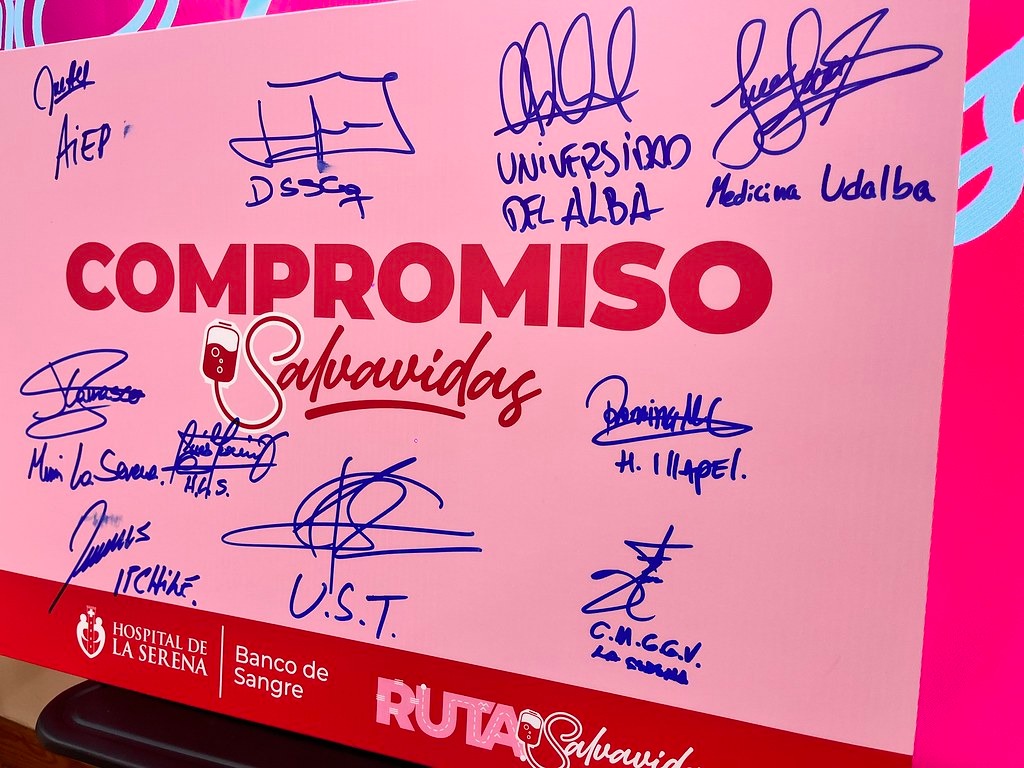 AiEP
DSSCq
UNIVERSIDAD
DEL ALBA
Medicina Udalba
COMPROMISO
Salvavidas
Muni La Serena.
H.L.S.
H. Illapel.
IPCHILE.
U.S.T.
C.M.G.G.V.
LA SERENA
HOSPITAL DE
LA SERENA
Banco de
Sangre
RUTA
Salvavid